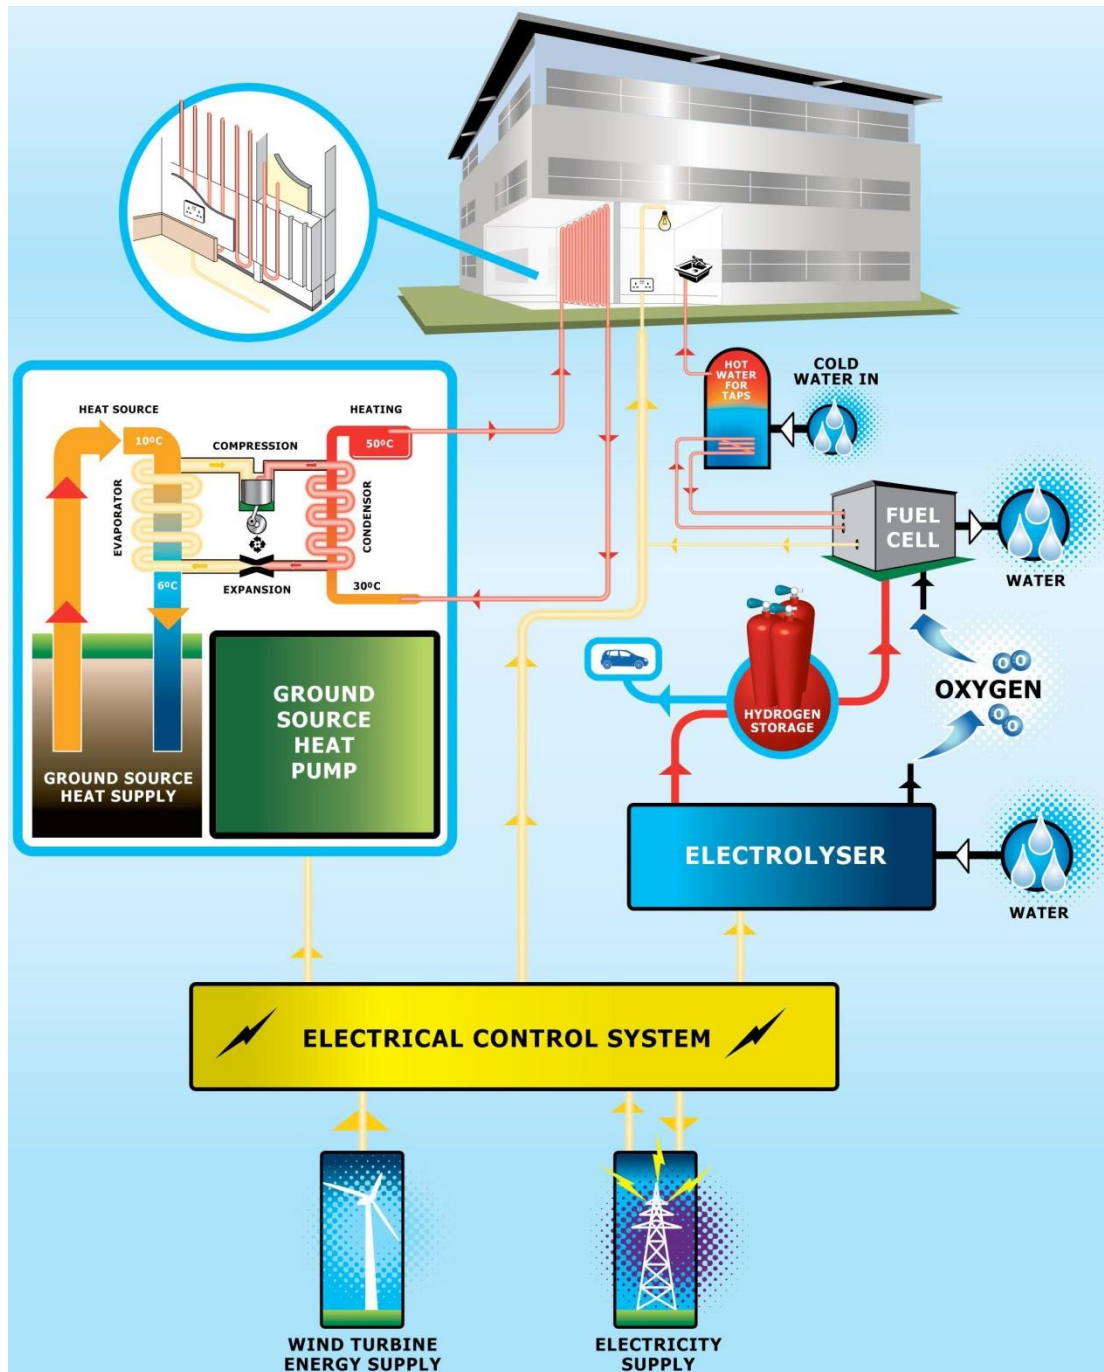 HOT
WATER
FOR
TAPS
COLD
WATER IN
HEAT SOURCE
HEATING
10ºC
COMPRESSION
50ºC
EVAPORATOR
CONDENSOR
6ºC
EXPANSION
30ºC
FUEL
CELL
WATER
GROUND
SOURCE
HEAT
PUMP
GROUND SOURCE
HEAT SUPPLY
HYDROGEN
STORAGE
OO
OXYGEN
OO
ELECTROLYSER
WATER
ELECTRICAL CONTROL SYSTEM
WIND TURBINE
ENERGY SUPPLY
ELECTRICITY
SUPPLY